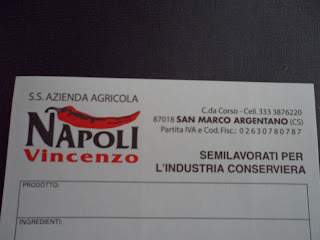 S.S. AZIENDA AGRICOLA
NAPOLI
Vincenzo
C.da Corso - Cell. 333 3876220
87018 SAN MARCO ARGENTANO (CS)
Partita IVA e Cod. Fisc.: 02630780787
SEMILAVORATI PER
L'INDUSTRIA CONSERVIERA
PRODOTTO:
INGREDIENTI: